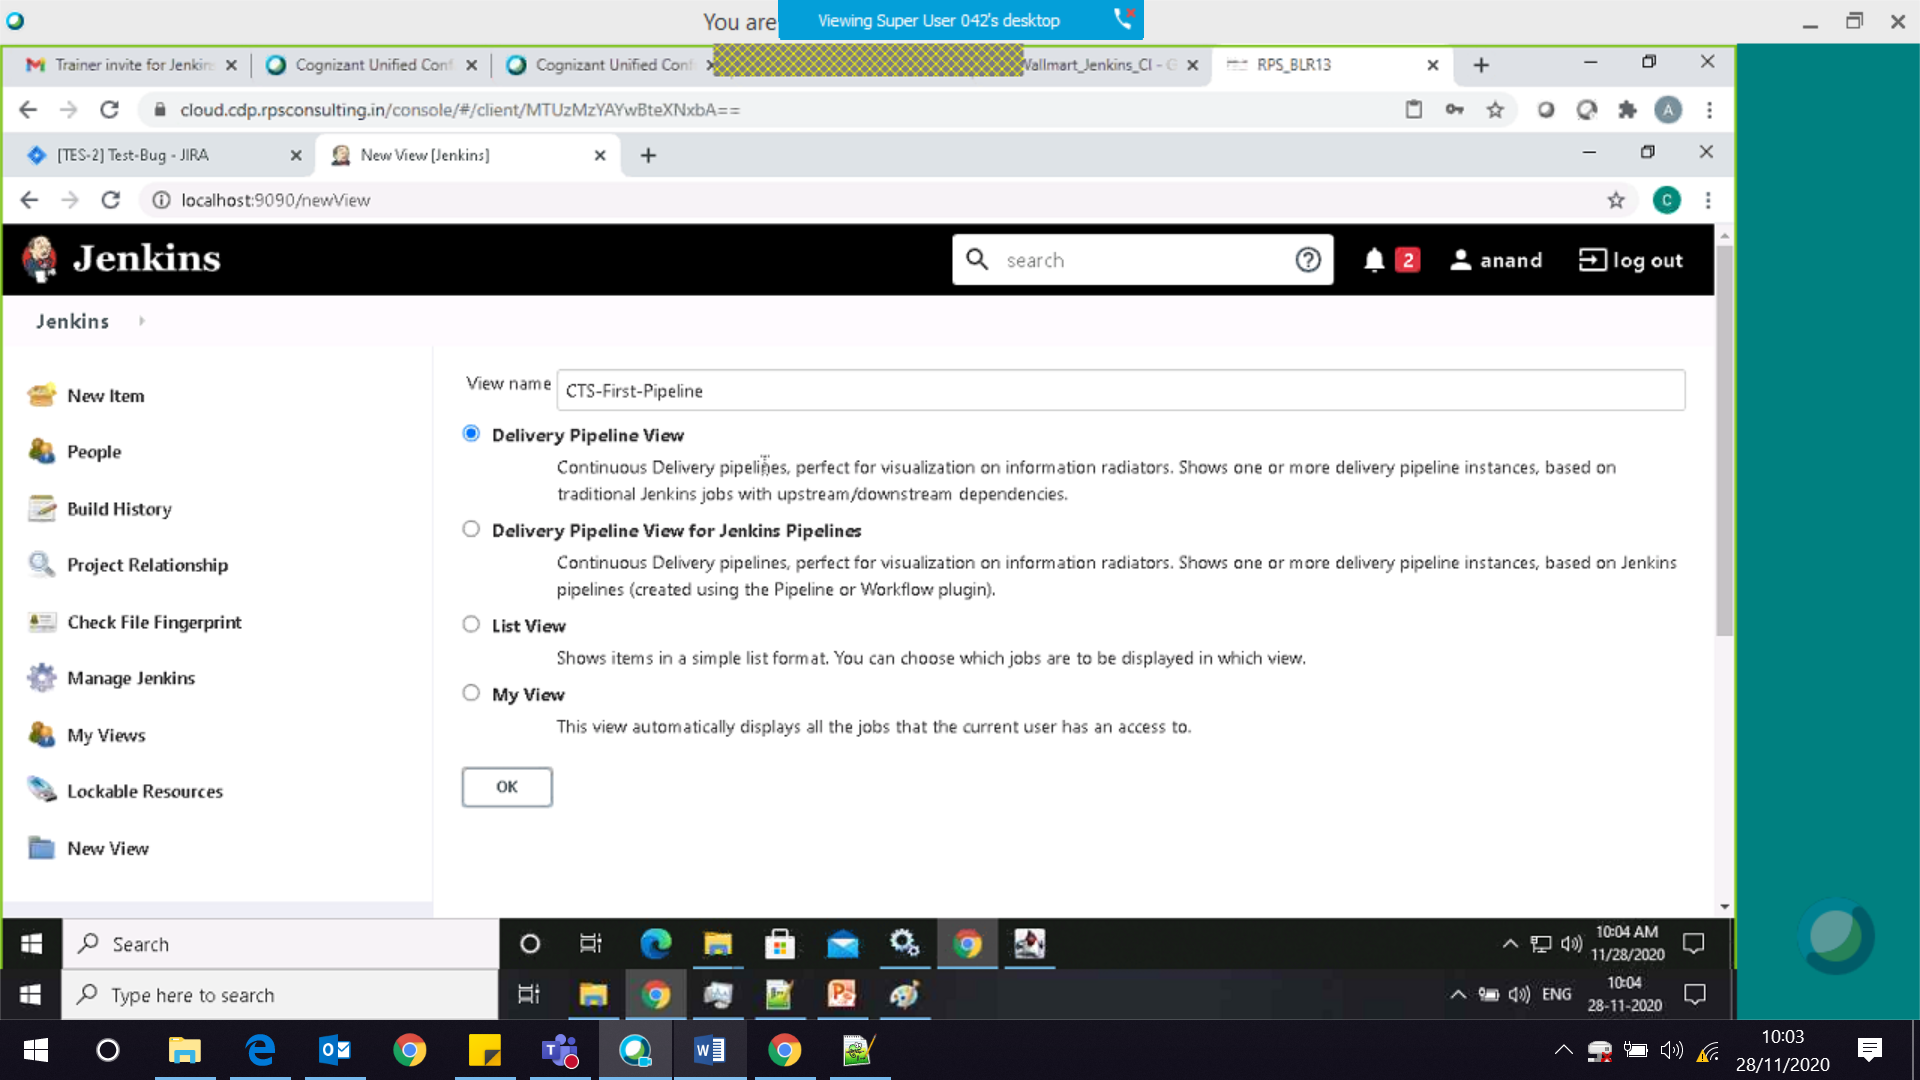 You are
Viewing Super User 042's desktop
Trainer invite for Jenkin
Cognizant Unified Conf
Cognizant Unified Con
Wallmart_Jenkins_CI - G
RPS_BLR13
cloud.cdp.rpsconsulting.in/console/#/client/MTUzMzYAYwBteXNxbA==
A
[TES-2] Test-Bug - JIRA
New View [Jenkins]
localhost:9090/newView
C
Jenkins
search
2
anand
log out
Jenkins
New Item
People
Build History
Project Relationship
Check File Fingerprint
Manage Jenkins
My Views
Lockable Resources
New View
View name
CTS-First-Pipeline
Delivery Pipeline View
Continuous Delivery pipelines, perfect for visualization on information radiators. Shows one or more delivery pipeline instances, based on
traditional Jenkins jobs with upstream/downstream dependencies.
Delivery Pipeline View for Jenkins Pipelines
Continuous Delivery pipelines, perfect for visualization on information radiators. Shows one or more delivery pipeline instances, based on Jenkins
pipelines (created using the Pipeline or Workflow plugin).
List View
Shows items in a simple list format. You can choose which jobs are to be displayed in which view.
My View
This view automatically displays all the jobs that the current user has an access to.
OK
Search
10:04 AM
11/28/2020
Type here to search
ENG
10:04
28-11-2020
10:03
28/11/2020